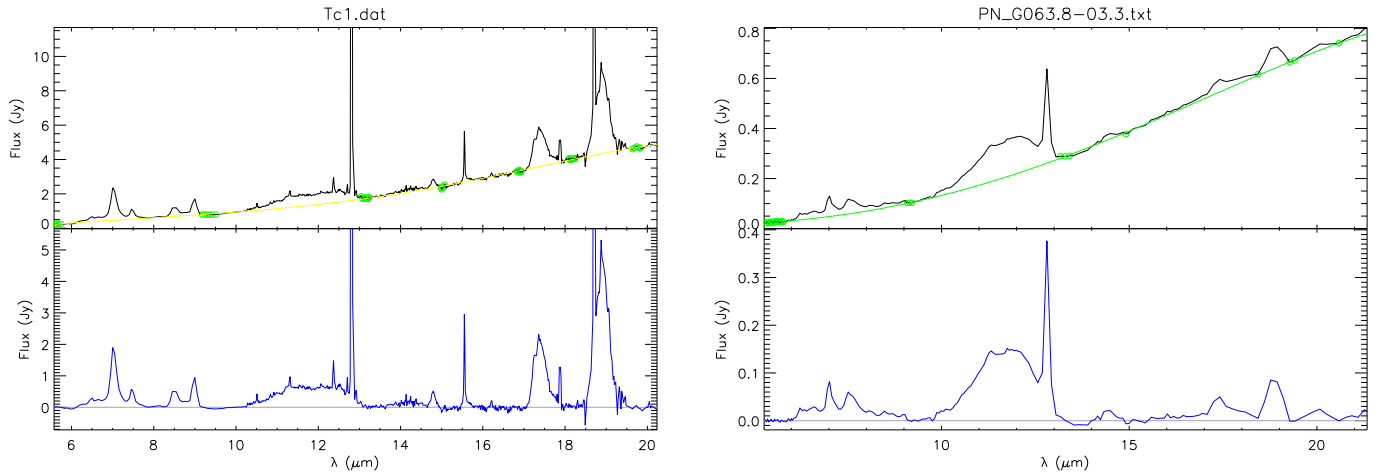 Tc1.dat
PN_G063.8-03.3.txt
Flux (Jy)
10
8
6
4
2
0
Flux (Jy)
0.8
0.6
0.4
0.2
0.0
Flux (Jy)
5
4
3
2
1
0
Flux (Jy)
0.4
0.3
0.2
0.1
0.0
6 8 10 12 14 16 18 20
λ (μm)
10 15 20
λ (μm)